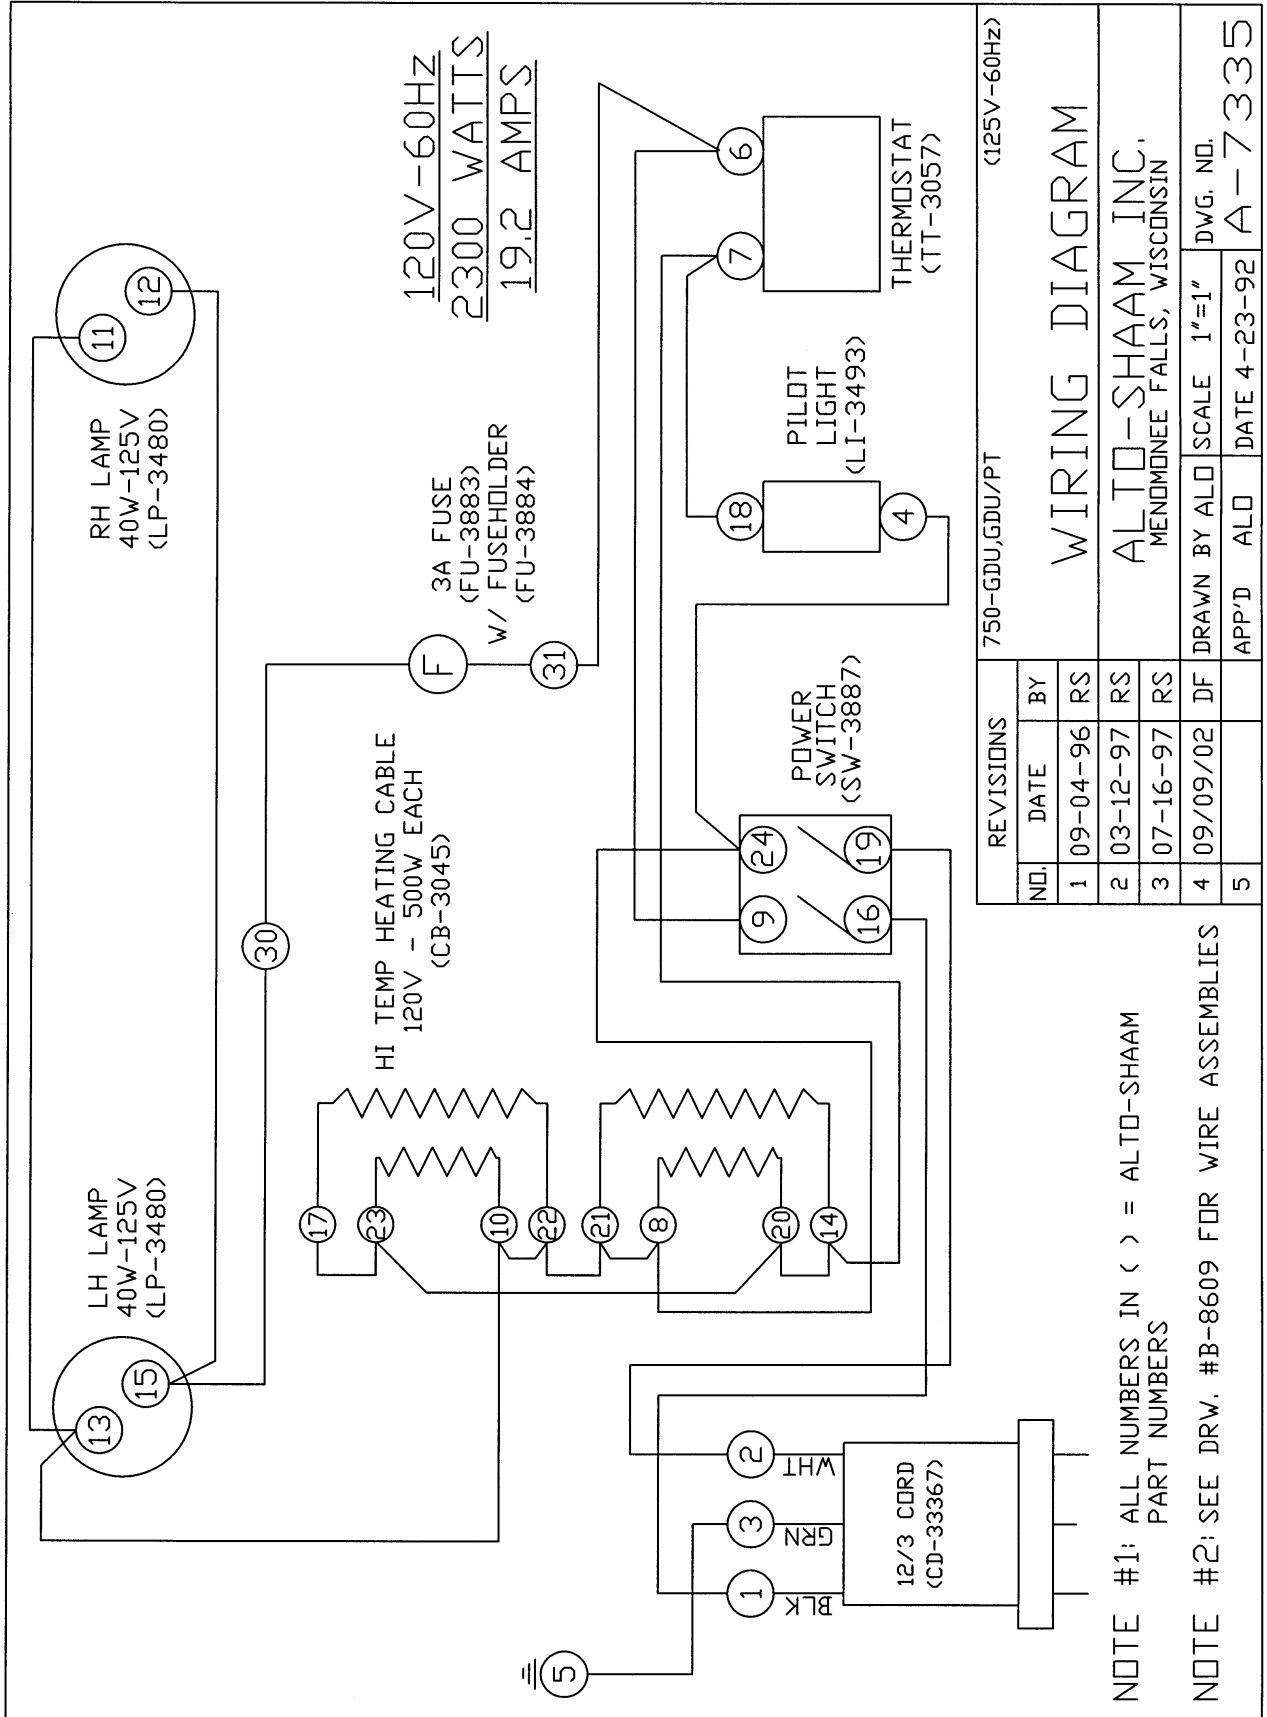 RH LAMP
40W-125V
(LP-3480)
11
12
LH LAMP
40W-125V
(LP-3480)
13
15
30
120V-60Hz
2300 WATTS
19.2 AMPS
3A FUSE
(FU-3883)
W/ FUSEHOLDER
(FU-3884)
F
31
HI TEMP HEATING CABLE
120V - 500W EACH
(CB-3045)
17
23
10
22
21
8
20
14
6
7
THERMOSTAT
(TT-3057)
PILOT
LIGHT
(LI-3493)
18
4
POWER
SWITCH
(SW-3887)
24
9
19
16
5
1
3
2
BLK
GRN
WHT
12/3 CORD
(CD-33367)
NOTE #1: ALL NUMBERS IN ( ) = ALTO-SHAAM
PART NUMBERS
NOTE #2: SEE DRW. #B-8609 FOR WIRE ASSEMBLIES
REVISIONS
NO. DATE BY
1 09-04-96 RS
2 03-12-97 RS
3 07-16-97 RS
4 09/09/02 DF
5
750-GDU,GDU/PT (125V-60Hz)
WIRING DIAGRAM
ALTO-SHAAM INC.
MENOMONEE FALLS, WISCONSIN
DRAWN BY ALO SCALE 1"=1" DWG. NO.
APP'D ALO DATE 4-23-92 A-7335